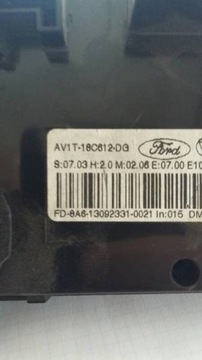 AV1T-18C612-DG
Ford
S:07.03 H:2.0 M:02.06 E:07.00 E10
FD-8A6-13092331-0021 In:015 DM